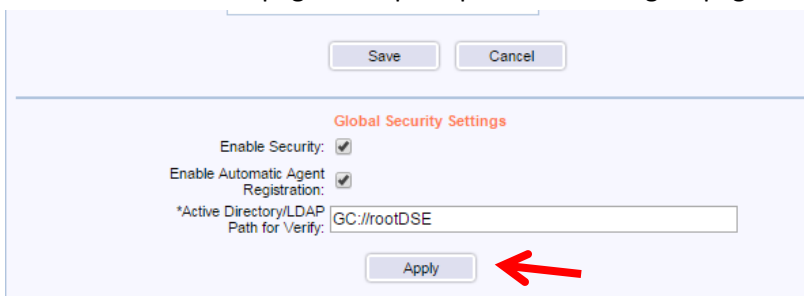 Save Cancel
Global Security Settings
Enable Security:
Enable Automatic Agent
Registration:
*Active Directory/LDAP
Path for Verify: GC://rootDSE
Apply